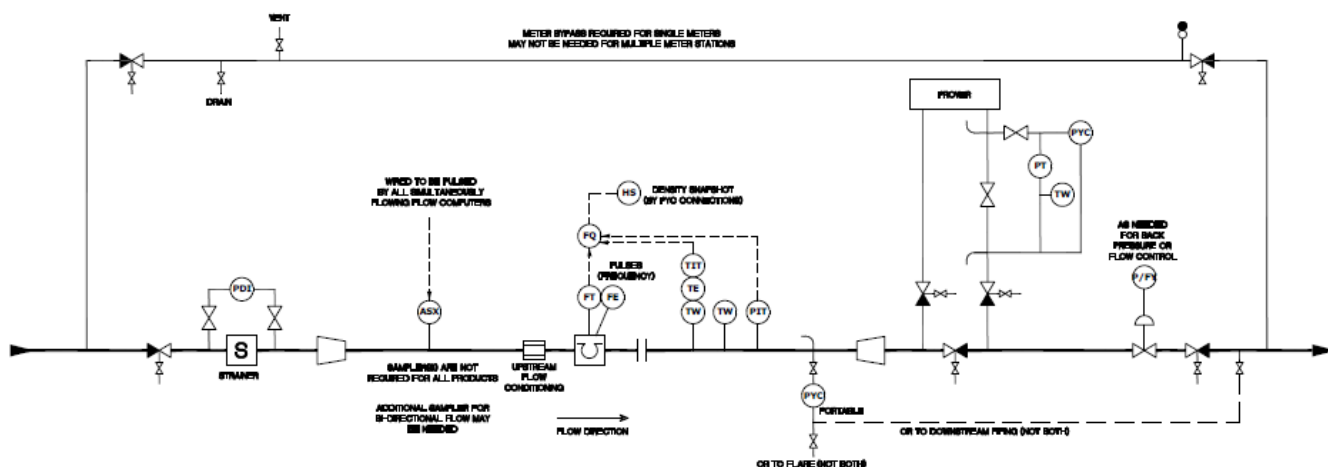 VENT
METER BYPASS REQUIRED FOR SINGLE METERS
MAY NOT BE NEEDED FOR MULTIPLE METER STATIONS
DRAIN
PROVER
PYC
PT
TW
WIRED TO BE PULSED
BY ALL SIMULTANEOUSLY
FLOWING FLOW COMPUTERS
HS
DENSITY SNAPSHOT
(BY PYC CONNECTIONS)
FQ
PULSES
(FREQUENCY)
AS NEEDED
FOR BACK
PRESSURE OR
FLOW CONTROL
P/FV
PDI
ASX
FT
FE
TIT
TE
TW
TW
PIT
S
STRAINER
SAMPLER(S) ARE NOT
REQUIRED FOR ALL PRODUCTS
UPSTREAM
FLOW
CONDITIONING
ADDITIONAL SAMPLER FOR
BI-DIRECTIONAL FLOW MAY
BE NEEDED
FLOW DIRECTION
PYC
PORTABLE
OR TO DOWNSTREAM PIPING (NOT BOTH)
OR TO FLARE (NOT BOTH)